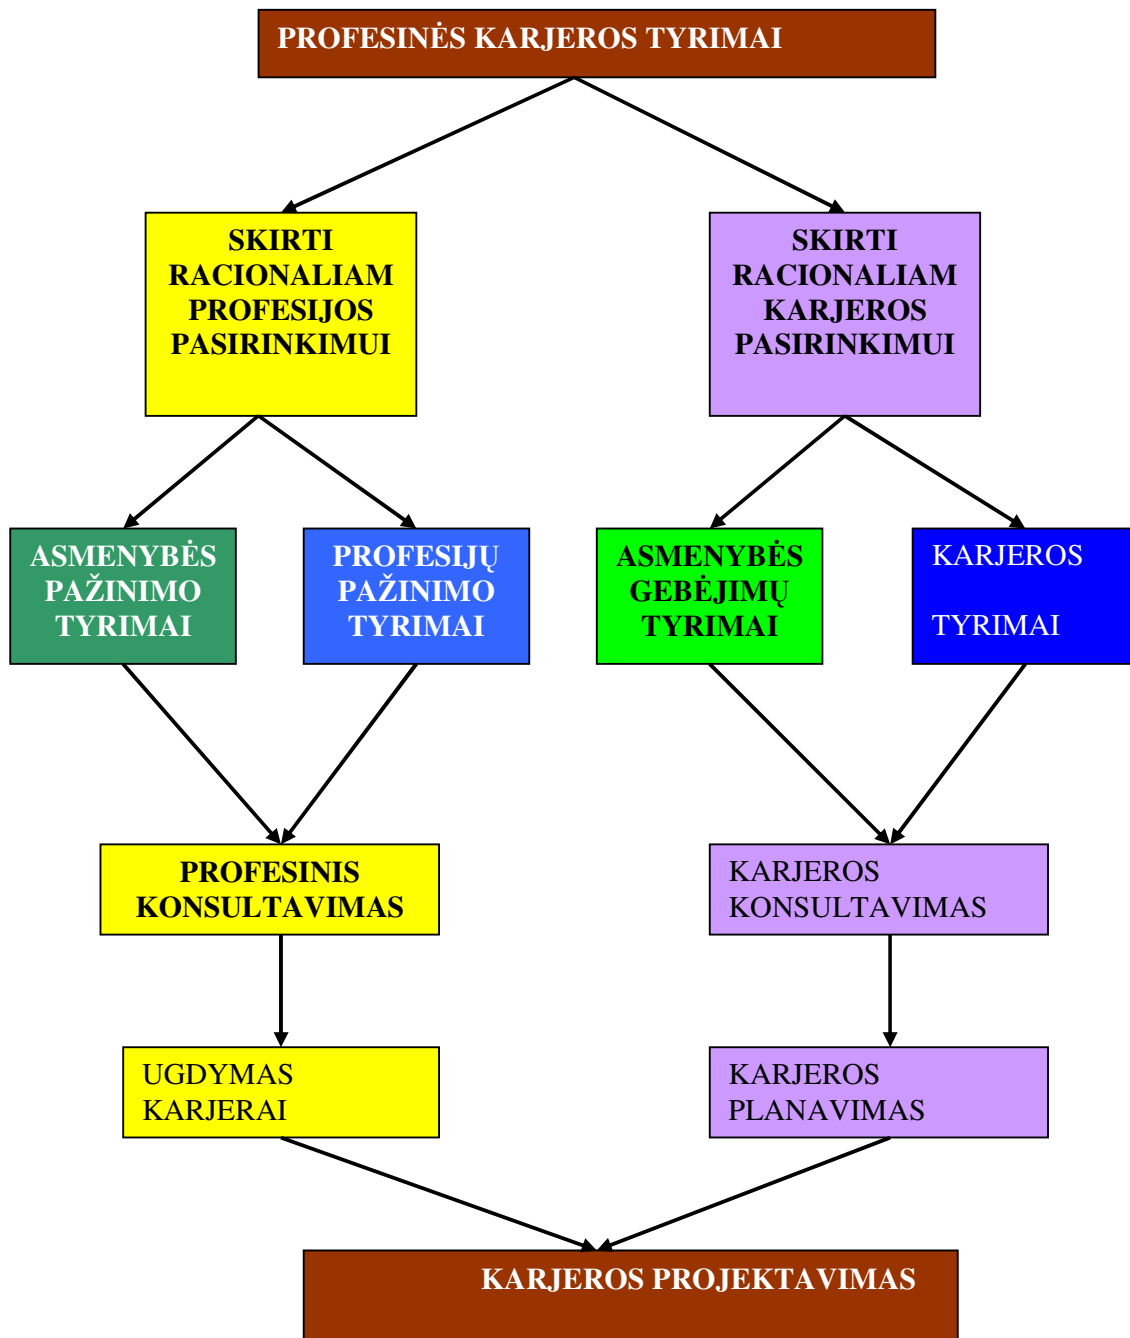 PROFESINĖS KARJEROS TYRIMAI
SKIRTI
RACIONALIAM
PROFESIJOS
PASIRINKIMUI
SKIRTI
RACIONALIAM
KARJEROS
PASIRINKIMUI
ASMENYBĖS
PAŽINIMO
TYRIMAI
PROFESIJŲ
PAŽINIMO
TYRIMAI
ASMENYBĖS
GEBĖJIMŲ
TYRIMAI
KARJEROS
TYRIMAI
PROFESINIS
KONSULTAVIMAS
KARJEROS
KONSULTAVIMAS
UGDYMAS
KARJERAI
KARJEROS
PLANAVIMAS
KARJEROS PROJEKTAVIMAS